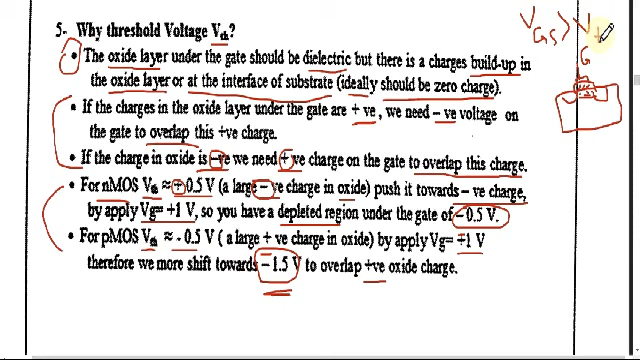 5- Why threshold Voltage Vth?
V GS > V t
G
• The oxide layer under the gate should be dielectric but there is a charges build-up in
the oxide layer or at the interface of substrate (ideally should be zero charge).
• If the charges in the oxide layer under the gate are + ve, we need – ve voltage on
the gate to overlap this +ve charge.
• If the charge in oxide is –ve we need + ve charge on the gate to overlap this charge.
• For nMOS Vth ≈ + 0.5 V (a large – ve charge in oxide) push it towards – ve charge,
by apply Vg= +1 V, so you have a depleted region under the gate of – 0.5 V.
• For pMOS Vth ≈ - 0.5 V ( a large + ve charge in oxide) by apply Vg= +1 V
therefore we more shift towards – 1.5 V to overlap +ve oxide charge.